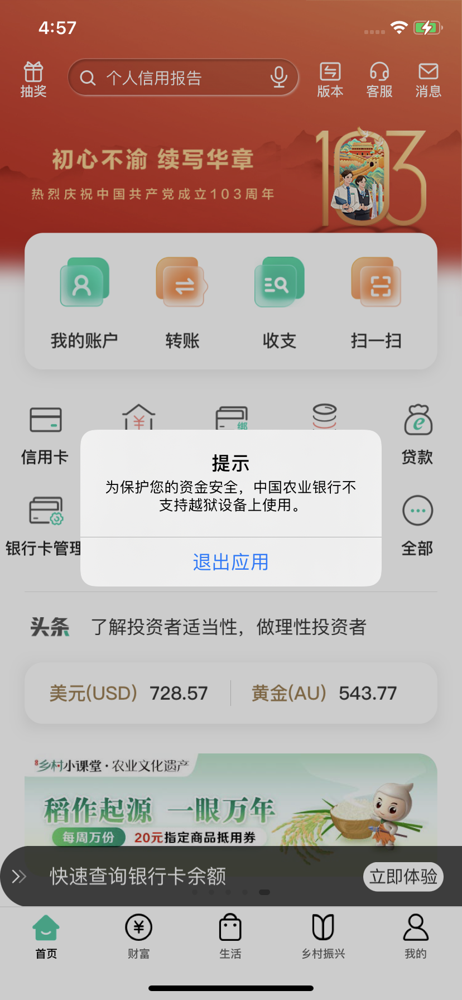 4:57
抽奖
个人信用报告
版本
客服
消息
初心不渝 续写华章
热烈庆祝中国共产党成立103周年
103
我的账户
转账
收支
扫一扫
绑
信用卡
贷款
提示
为保护您的资金安全，中国农业银行不
支持越狱设备上使用。
银行卡管理
全部
退出应用
头条
了解投资者适当性，做理性投资者
美元(USD) 728.57
黄金(AU) 543.77
乡村小课堂·农业文化遗产
稻作起源 一眼万年
每周万份 20元指定商品抵用券
快速查询银行卡余额
立即体验
首页
财富
生活
乡村振兴
我的